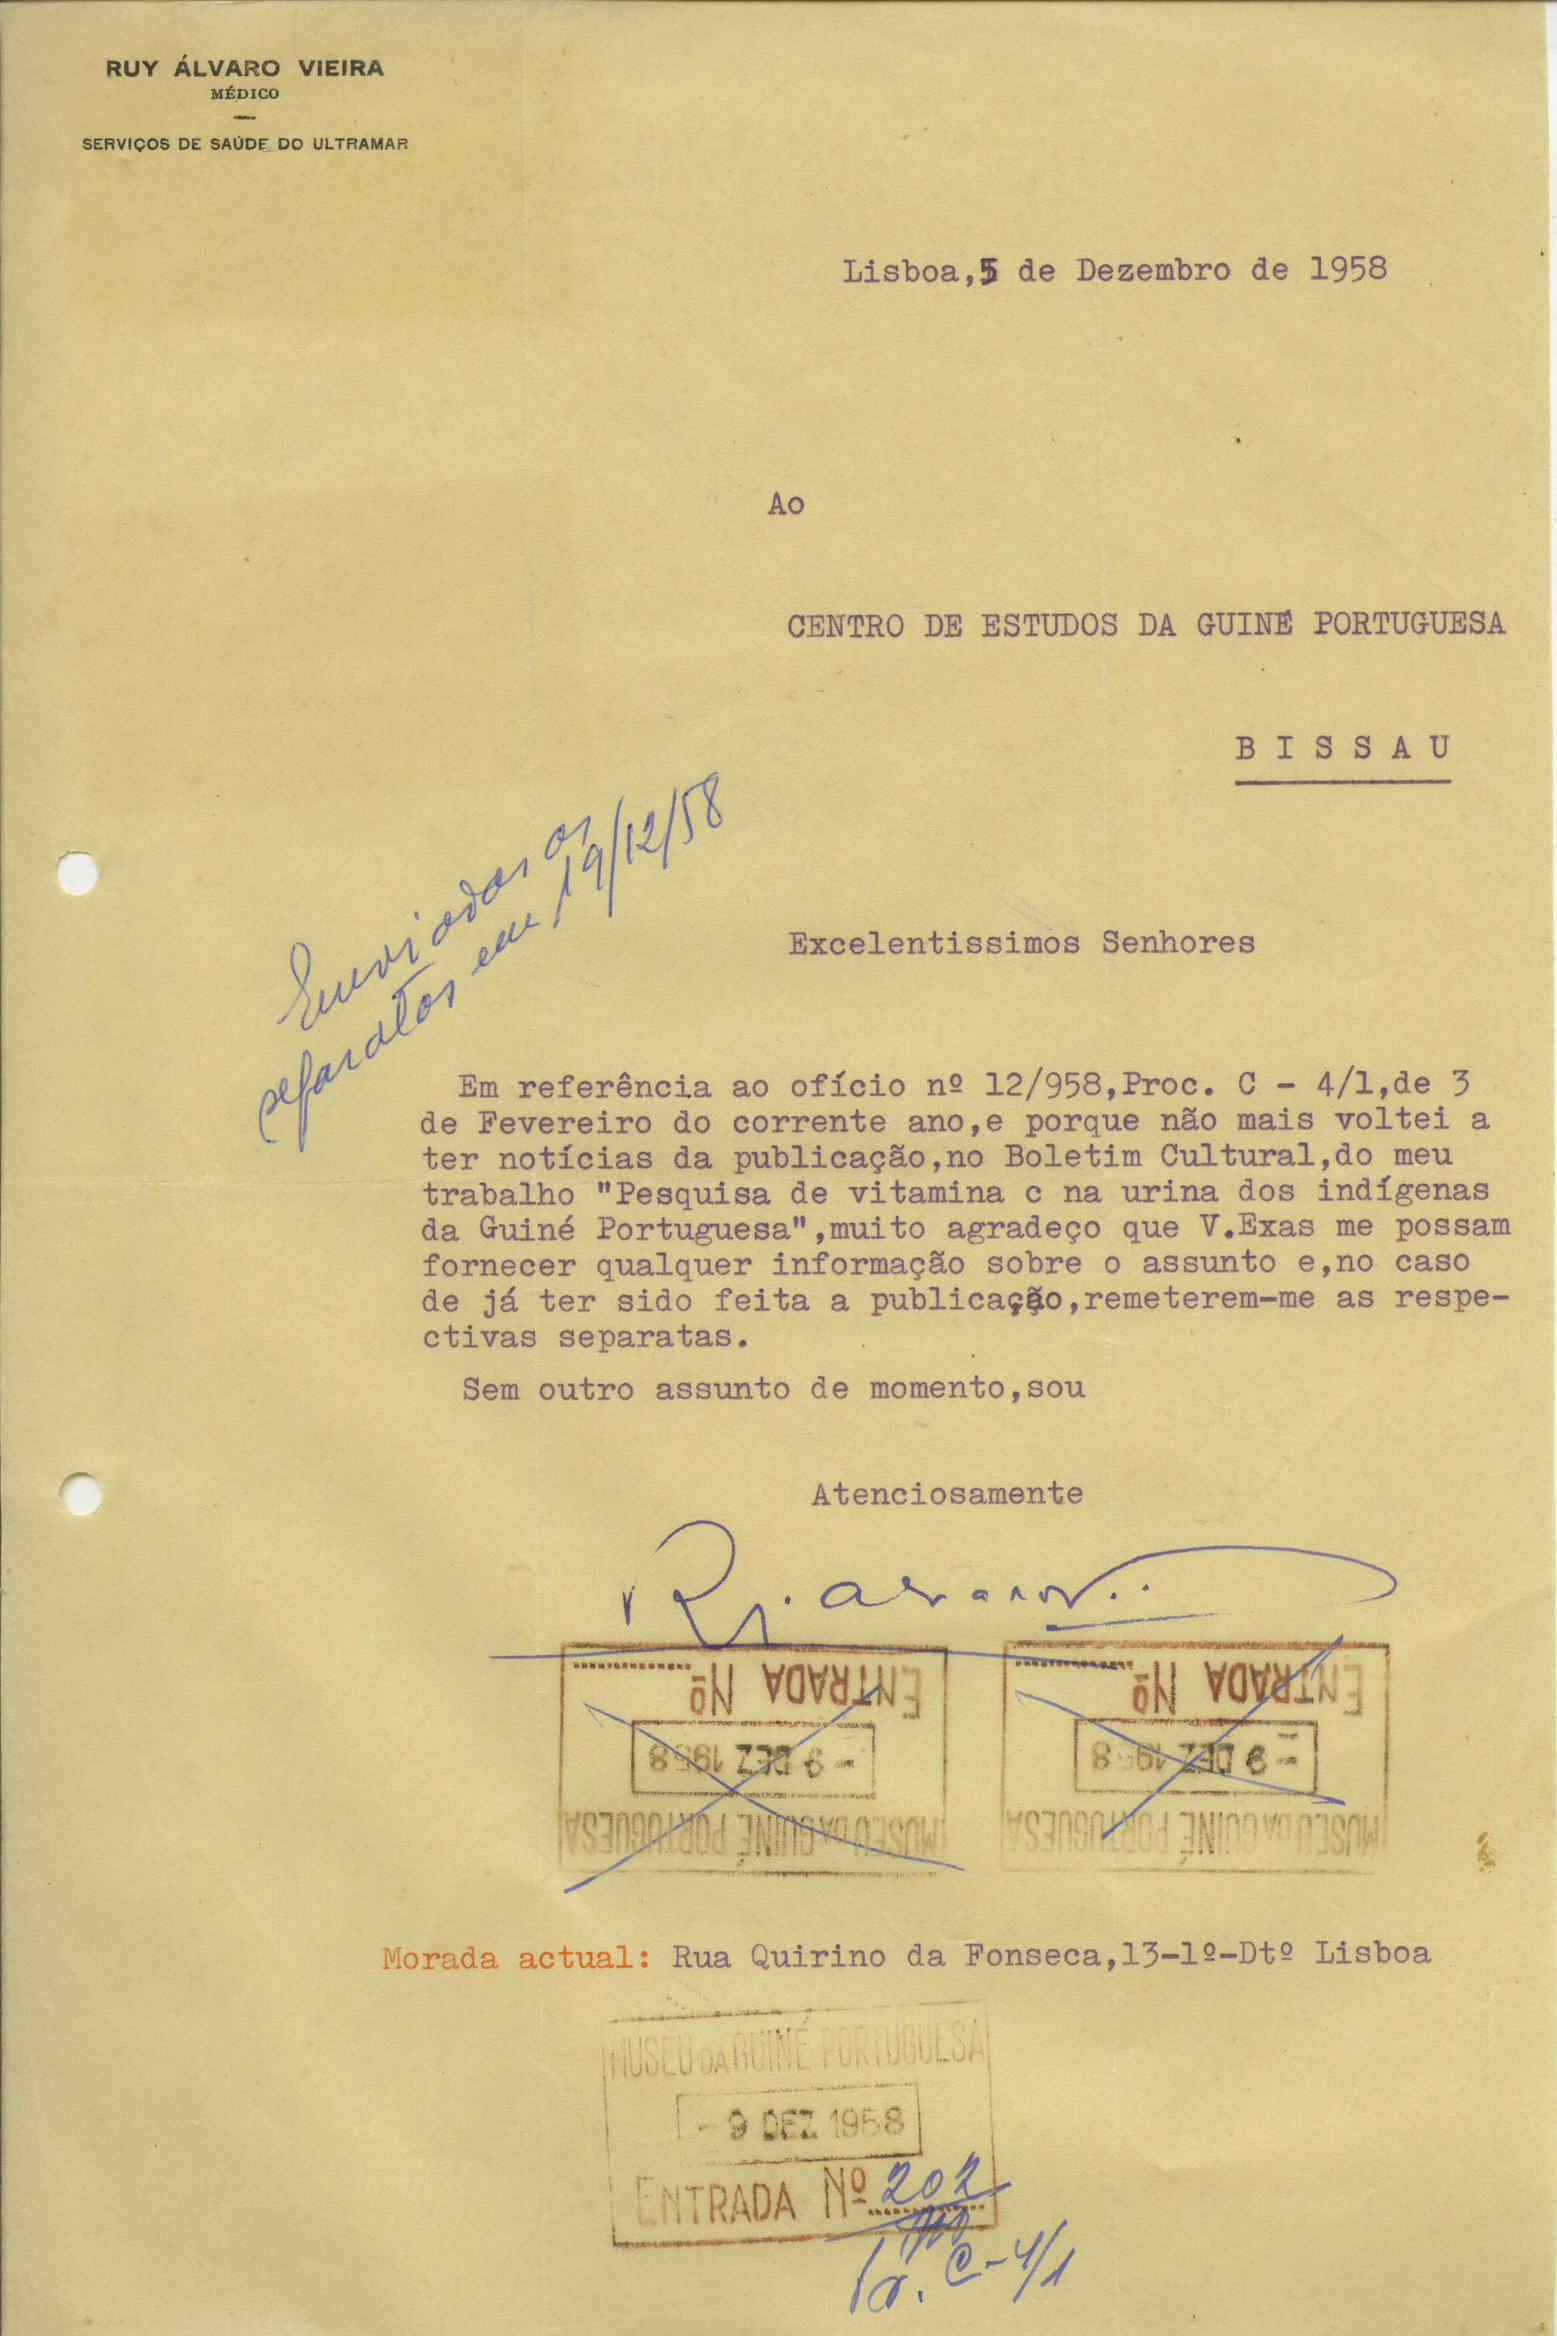 RUY ÁLVARO VIEIRA
MÉDICO
SERVIÇOS DE SAÚDE DO ULTRAMAR
Lisboa,5 de Dezembro de 1958
Ao
CENTRO DE ESTUDOS DA GUINÉ PORTUGUESA
BISSAU
Enviadas as
separatas em 19/12/58
Excelentissimos Senhores
Em referência ao ofício nº 12/958,Proc. C - 4/1,de 3
de Fevereiro do corrente ano,e porque não mais voltei a
ter notícias da publicação,no Boletim Cultural,do meu
trabalho "Pesquisa de vitamina c na urina dos indígenas
da Guiné Portuguesa",muito agradeço que V.Exas me possam
fornecer qualquer informação sobre o assunto e,no caso
de já ter sido feita a publicação,remeterem-me as respe-
ctivas separatas.
Sem outro assunto de momento,sou
Atenciosamente
ENTRADA Nº
- 9 DEZ 1958
MUSEU DA GUINÉ PORTUGUESA
ENTRADA Nº
- 9 DEZ 1958
MUSEU DA GUINÉ PORTUGUESA
Morada actual: Rua Quirino da Fonseca,13-1º-Dtº Lisboa
MUSEU DA GUINÉ PORTUGUESA
- 9 DEZ 1958
ENTRADA Nº 202
C-4/1